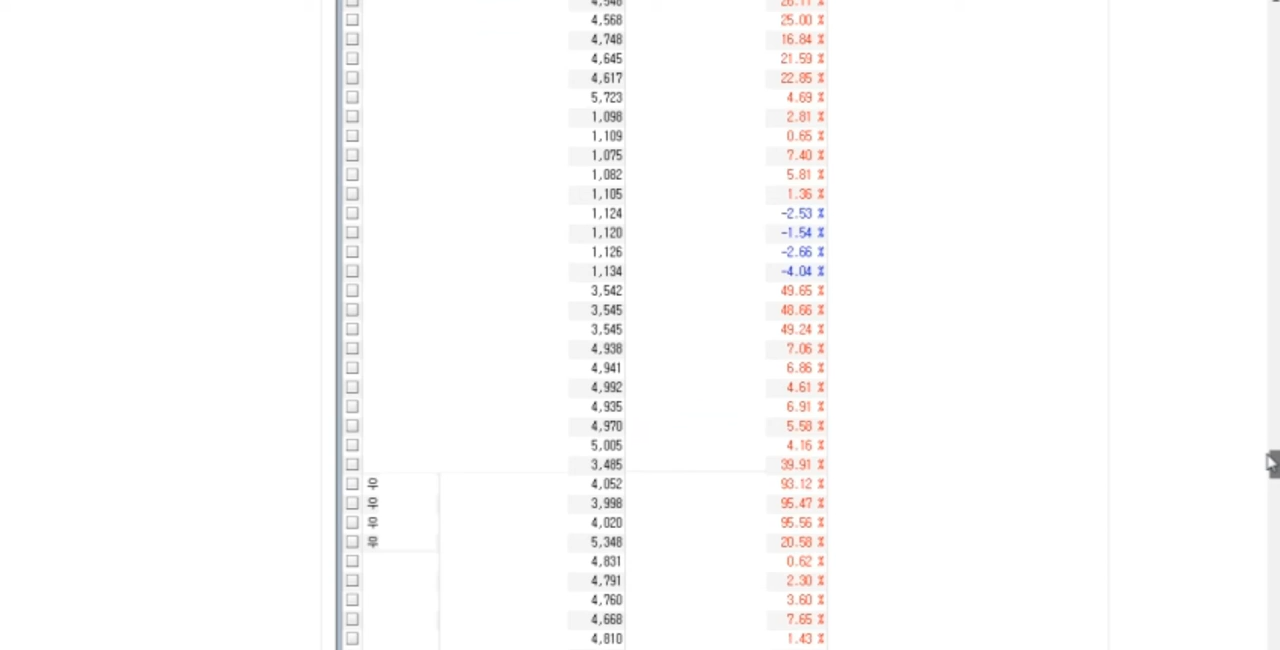 4,568 25.00 %
4,748 16.84 %
4,645 21.59 %
4,617 22.85 %
5,723 4.69 %
1,098 2.81 %
1,109 0.65 %
1,075 7.40 %
1,082 5.81 %
1,105 1.36 %
1,124 -2.53 %
1,120 -1.54 %
1,126 -2.66 %
1,134 -4.04 %
3,542 49.65 %
3,545 48.66 %
3,545 49.24 %
4,938 7.06 %
4,941 6.86 %
4,992 4.61 %
4,935 6.91 %
4,970 5.58 %
5,005 4.16 %
3,485 39.91 %
4,052 93.12 %
3,998 95.47 %
4,020 95.56 %
5,348 20.58 %
4,831 0.62 %
4,791 2.30 %
4,760 3.60 %
4,668 7.65 %
4,810 1.43 %